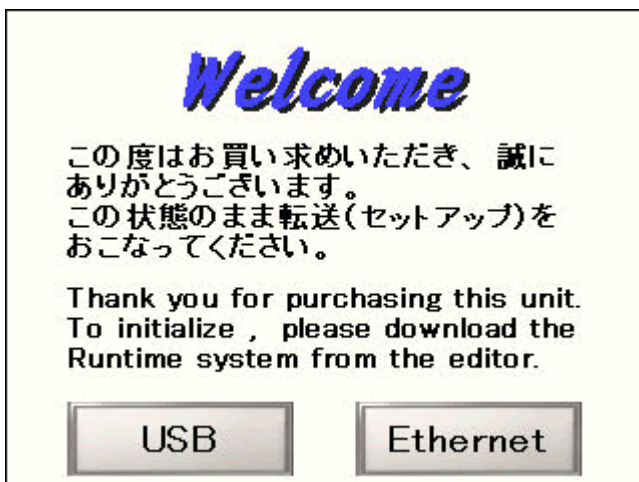 Welcome
この度はお買い求めいただき、誠に
ありがとうございます。
この状態のまま転送(セットアップ)を
おこなってください。
Thank you for purchasing this unit.
To initialize , please download the
Runtime system from the editor.
USB
Ethernet